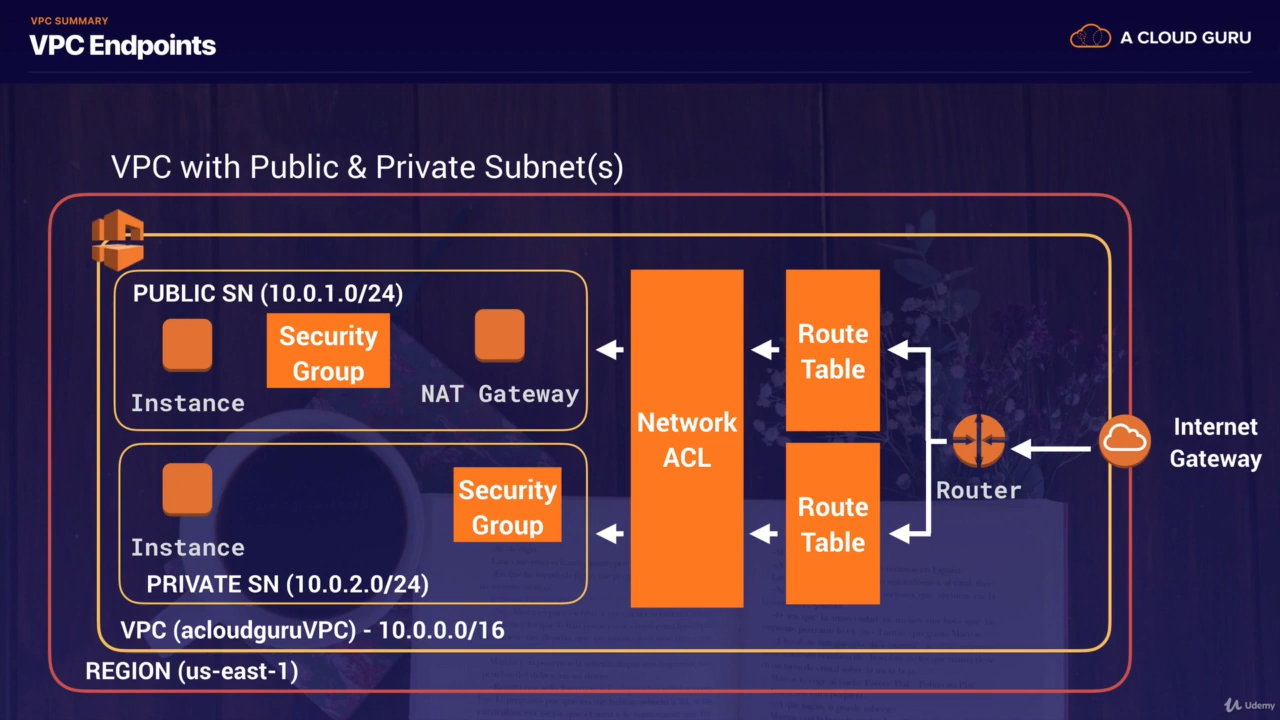 VPC SUMMARY
VPC Endpoints
A CLOUD GURU
VPC with Public & Private Subnet(s)
PUBLIC SN (10.0.1.0/24)
Security
Group
Instance
NAT Gateway
Network
ACL
Route
Table
Route
Table
Router
Internet
Gateway
Security
Group
Instance
PRIVATE SN (10.0.2.0/24)
VPC (acloudguruVPC) - 10.0.0.0/16
REGION (us-east-1)
Udemy